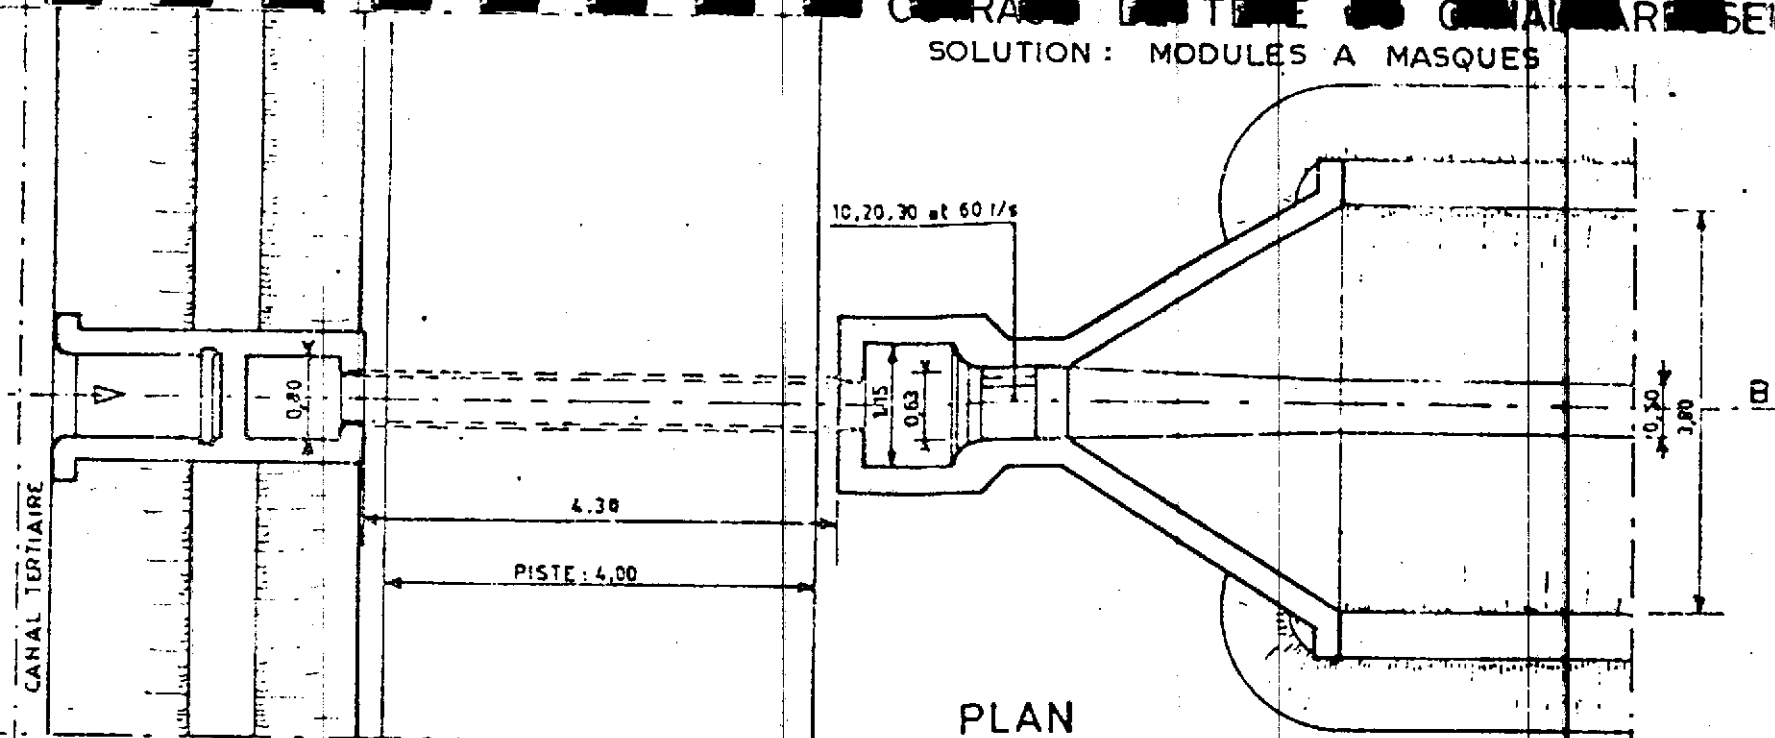 SOLUTION : MODULES A MASQUES
10,20,30 et 60 l/s
0,80
1,15
0,63
0,50
3,80
B
4.30
PISTE : 4,00
CANAL TERTIAIRE
PLAN